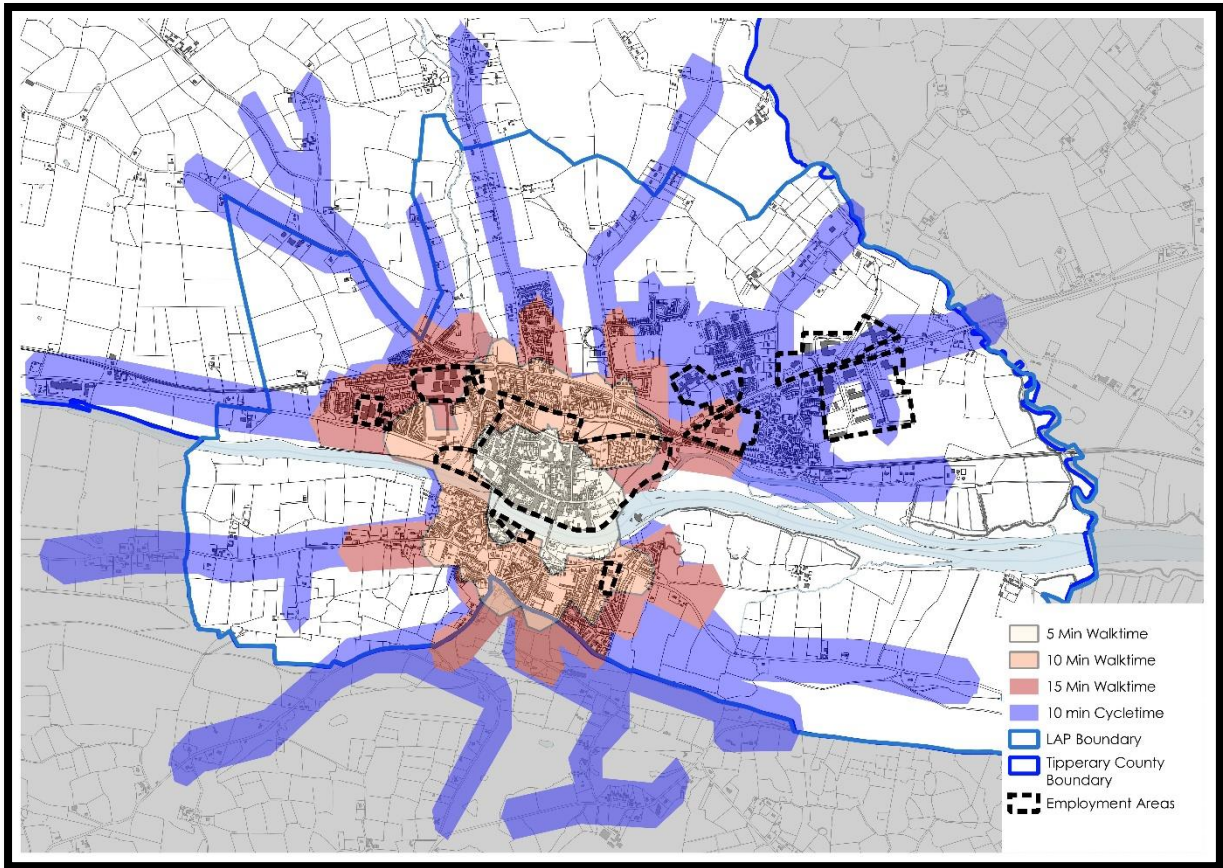 5 Min Walktime
10 Min Walktime
15 Min Walktime
10 min Cycletime
LAP Boundary
Tipperary County
Boundary
Employment Areas